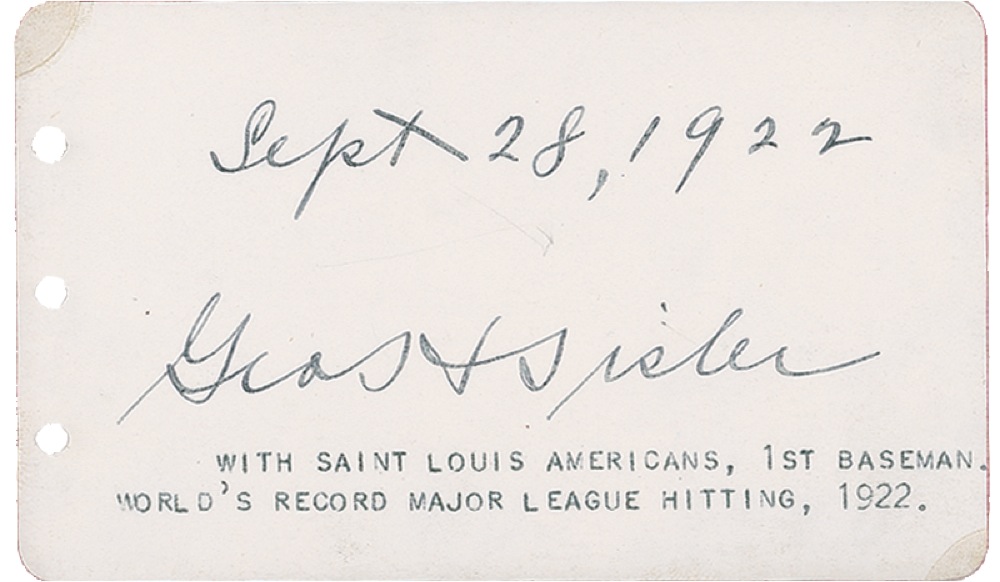 Sept 28, 1922
Geo H Sisler
WITH SAINT LOUIS AMERICANS, 1ST BASEMAN.
WORLD'S RECORD MAJOR LEAGUE HITTING, 1922.